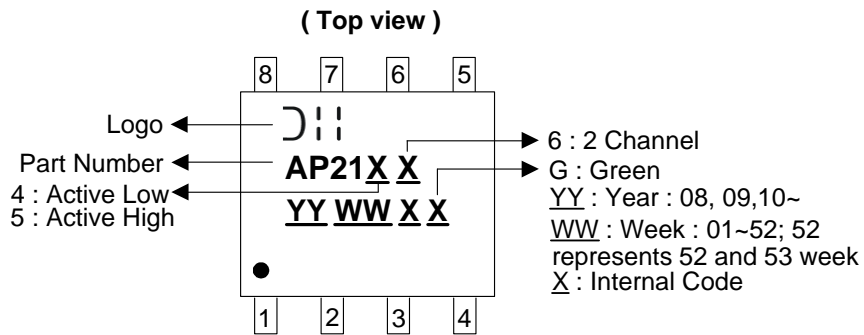 ( Top view )
8 7 6 5
Logo
Part Number
4 : Active Low
5 : Active High
AP21X X
YY WW X X
6 : 2 Channel
G : Green
YY : Year : 08, 09,10~
WW : Week : 01~52; 52
represents 52 and 53 week
X : Internal Code
1 2 3 4